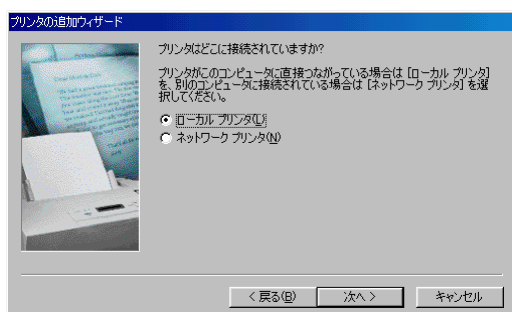 プリンタの追加ウィザード
プリンタはどこに接続されていますか?
プリンタがこのコンピュータに直接つながっている場合は [ローカル プリンタ]
を、別のコンピュータに接続されている場合は [ネットワーク プリンタ] を選
択してください。
ローカル プリンタ(L)
ネットワーク プリンタ(N)
< 戻る(B)
次へ >
キャンセル